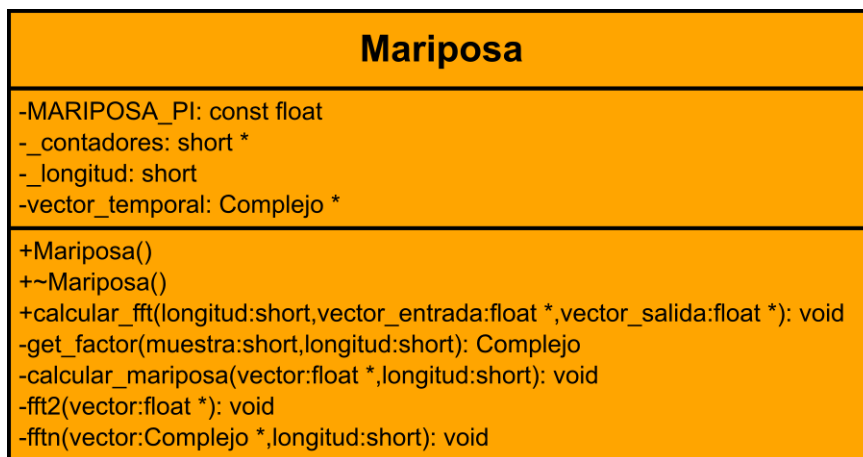 Mariposa
-MARIPOSA_PI: const float
-_contadores: short *
-_longitud: short
-vector_temporal: Complejo *
+Mariposa()
+~Mariposa()
+calcular_fft(longitud:short,vector_entrada:float *,vector_salida:float *): void
-get_factor(muestra:short,longitud:short): Complejo
-calcular_mariposa(vector:float *,longitud:short): void
-fft2(vector:float *): void
-fftn(vector:Complejo *,longitud:short): void